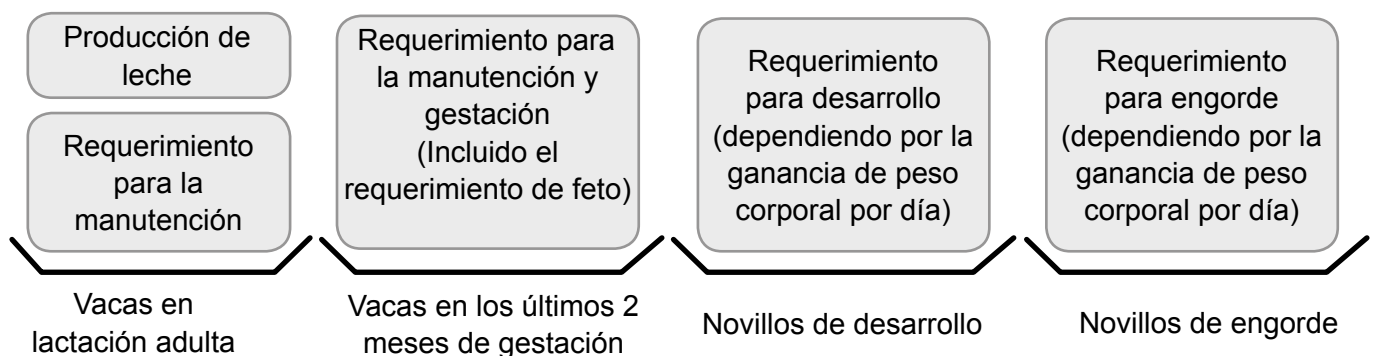 Producción de
leche
Requerimiento
para la
manutención
Vacas en
lactación adulta
Requerimiento para
la manutención y
gestación
(Incluido el
requerimiento de feto)
Vacas en los últimos 2
meses de gestación
Requerimiento
para desarrollo
(dependiendo por la
ganancia de peso
corporal por día)
Novillos de desarrollo
Requerimiento
para engorde
(dependiendo por la
ganancia de peso
corporal por día)
Novillos de engorde